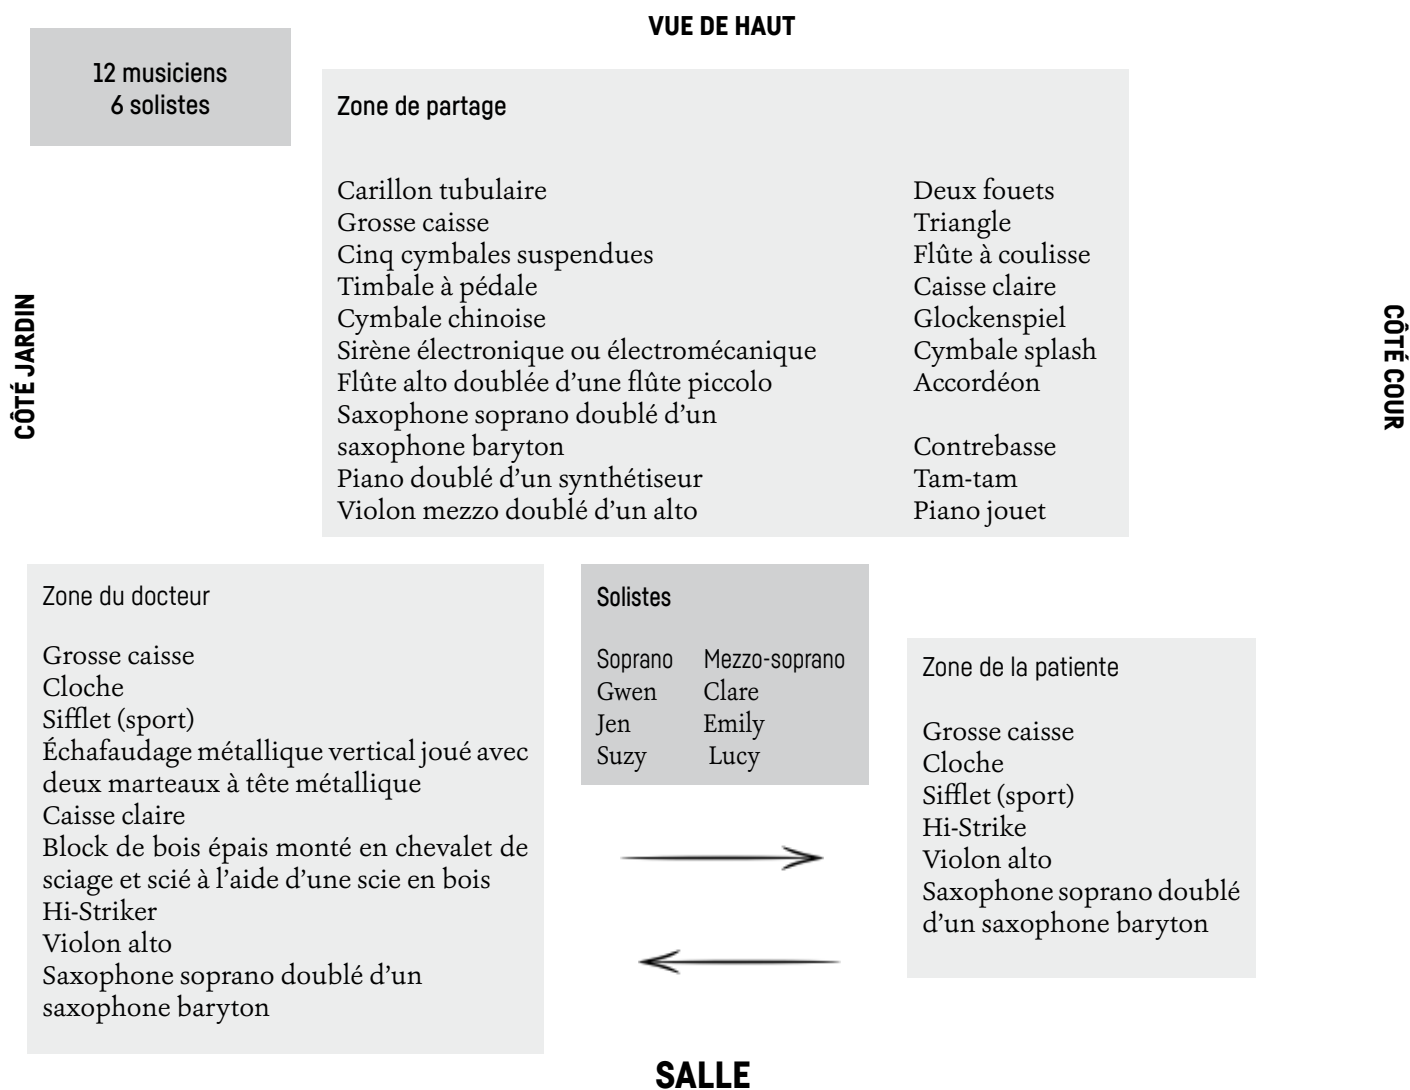 VUE DE HAUT
12 musiciens
6 solistes
Zone de partage
Carillon tubulaire
Grosse caisse
Cinq cymbales suspendues
Timbale à pédale
Cymbale chinoise
Sirène électronique ou électromécanique
Flûte alto doublée d’une flûte piccolo
Saxophone soprano doublé d’un
saxophone baryton
Piano doublé d’un synthétiseur
Violon mezzo doublé d’un alto
Deux fouets
Triangle
Flûte à coulisse
Caisse claire
Glockenspiel
Cymbale splash
Accordéon
Contrebasse
Tam-tam
Piano jouet
CÔTÉ JARDIN
CÔTÉ COUR
Zone du docteur
Grosse caisse
Cloche
Sifflet (sport)
Échafaudage métallique vertical joué avec
deux marteaux à tête métallique
Caisse claire
Block de bois épais monté en chevalet de
sciage et scié à l’aide d’une scie en bois
Hi-Striker
Violon alto
Saxophone soprano doublé d’un
saxophone baryton
Solistes
Soprano Mezzo-soprano
Gwen Clare
Jen Emily
Suzy Lucy
Zone de la patiente
Grosse caisse
Cloche
Sifflet (sport)
Hi-Strike
Violon alto
Saxophone soprano doublé
d’un saxophone baryton
SALLE